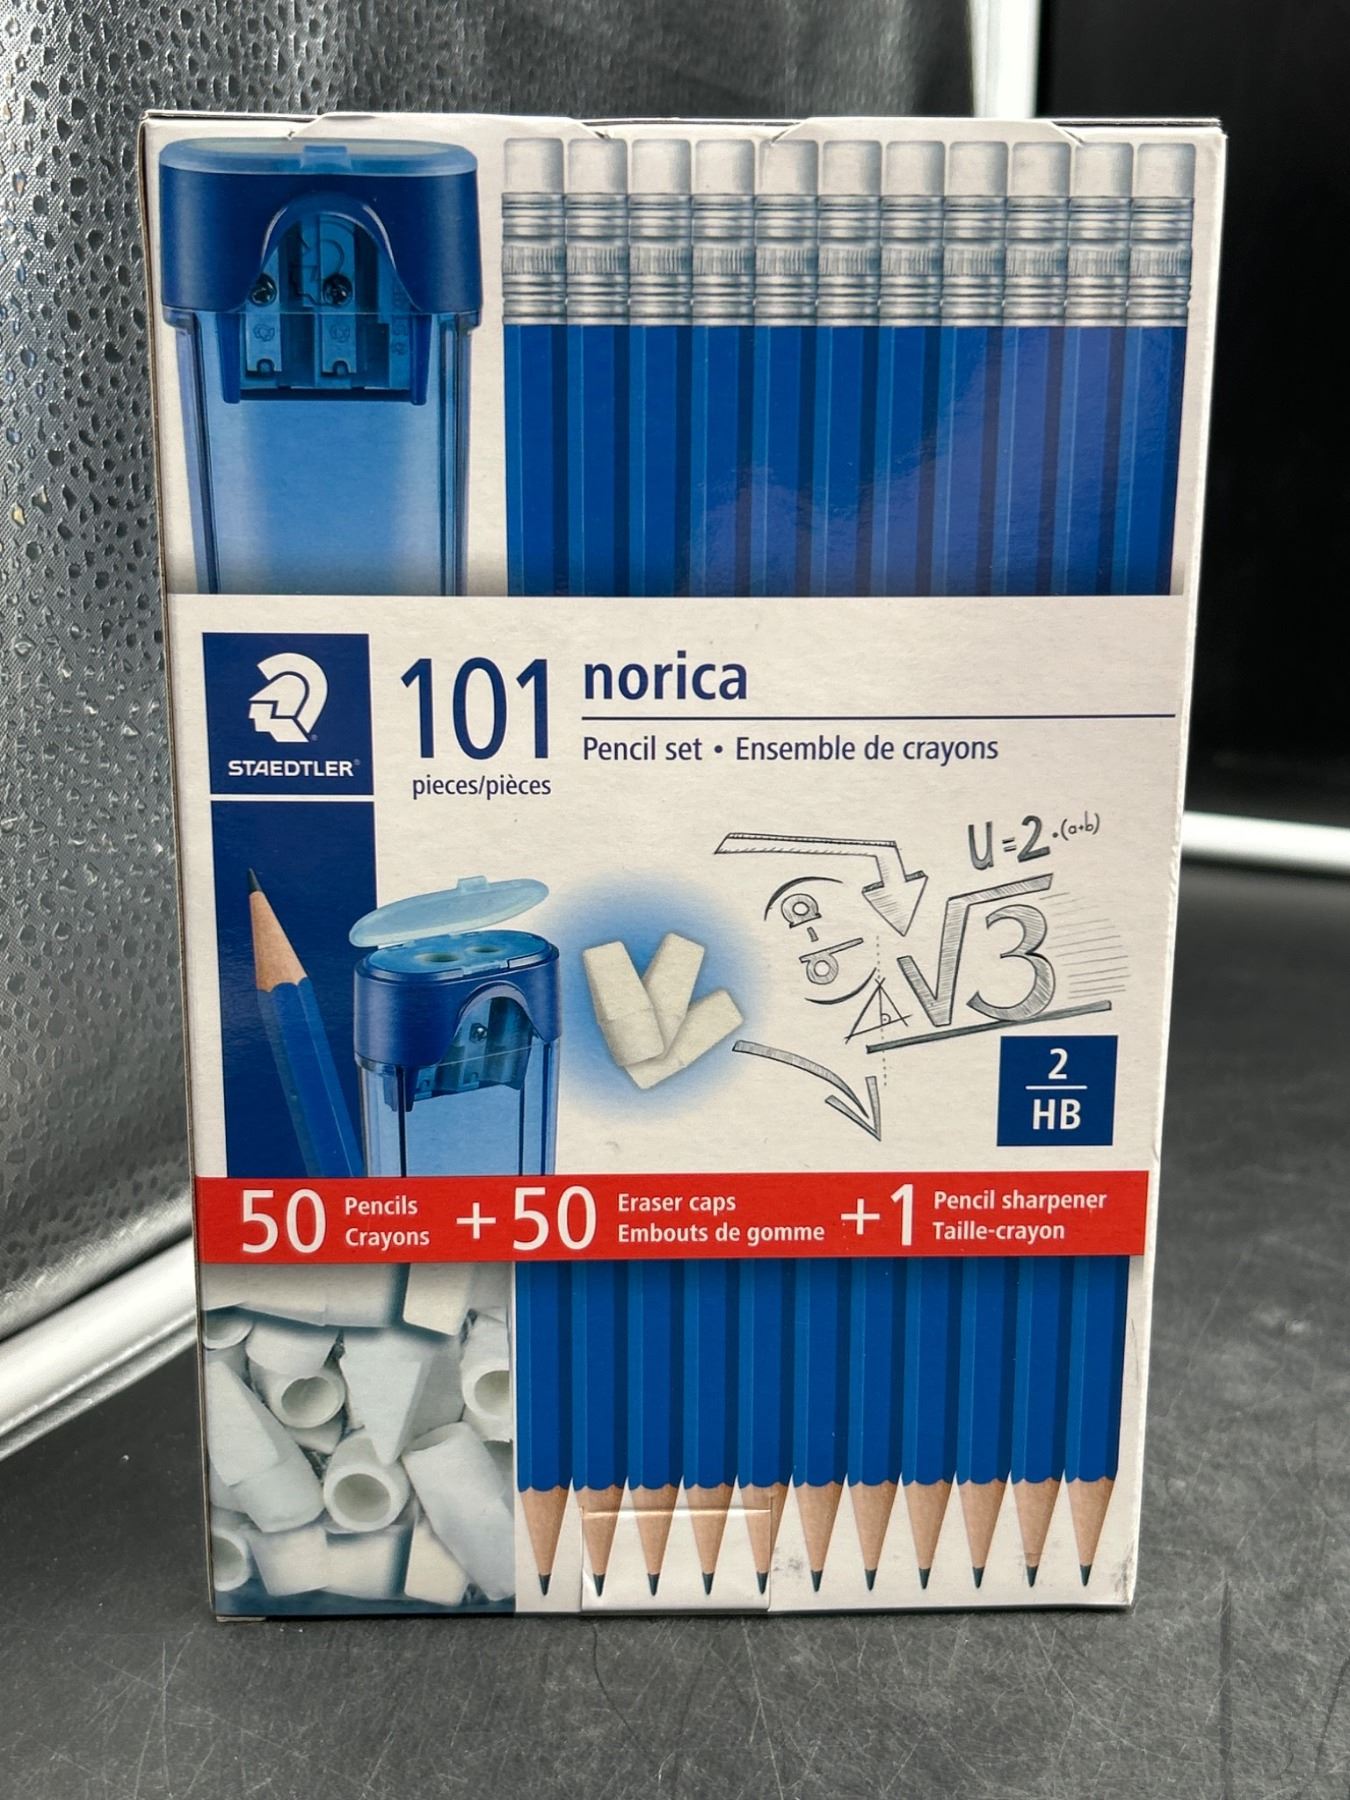 STAEDTLER®
101
pieces/pièces
norica
Pencil set • Ensemble de crayons
U=2·(a+b)
(a-b)
√3
2
HB
50 Pencils
Crayons
+50 Eraser caps
Embouts de gomme
+1 Pencil sharpener
Taille-crayon